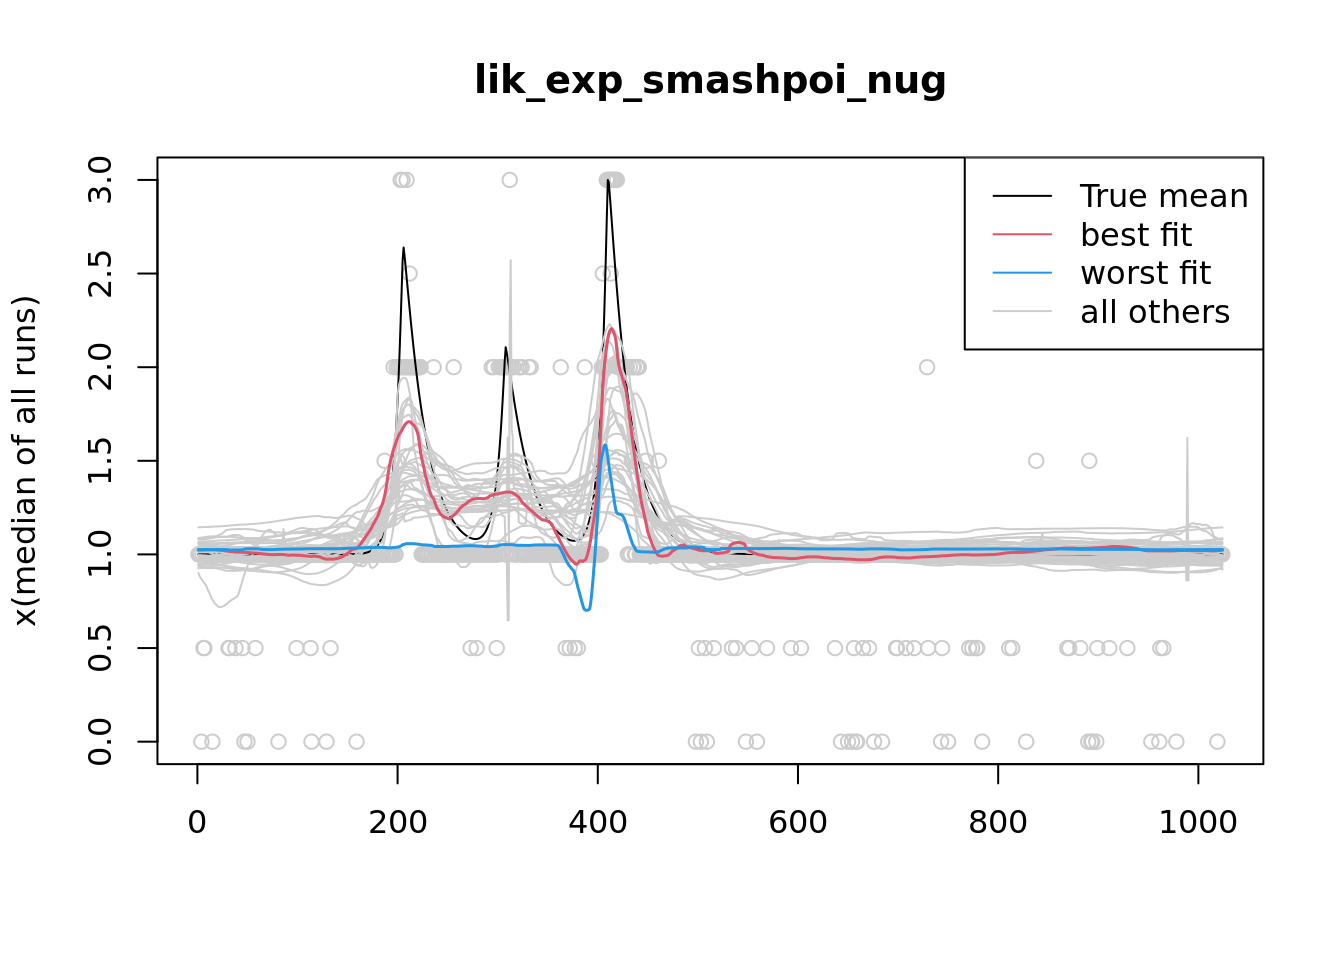 lik_exp_smashpoi_nug
x(median of all runs)
3.0
2.5
2.0
1.5
1.0
0.5
0.0
True mean
best fit
worst fit
all others
0 200 400 600 800 1000